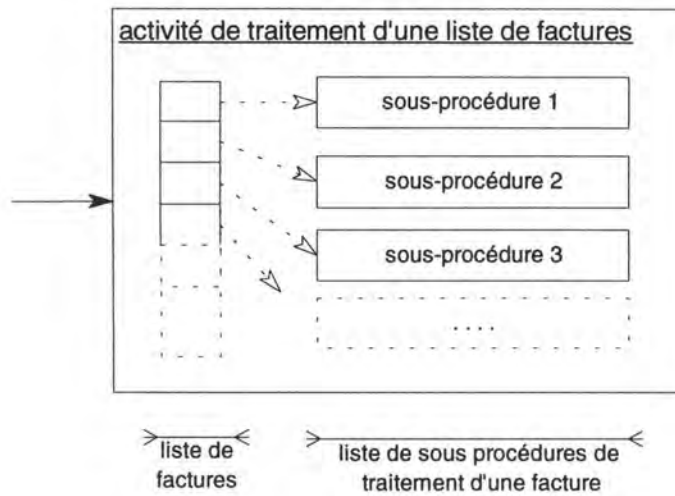 activité de traitement d'une liste de factures
sous-procédure 1
sous-procédure 2
sous-procédure 3
....
liste de
factures
liste de sous procédures de
traitement d'une facture